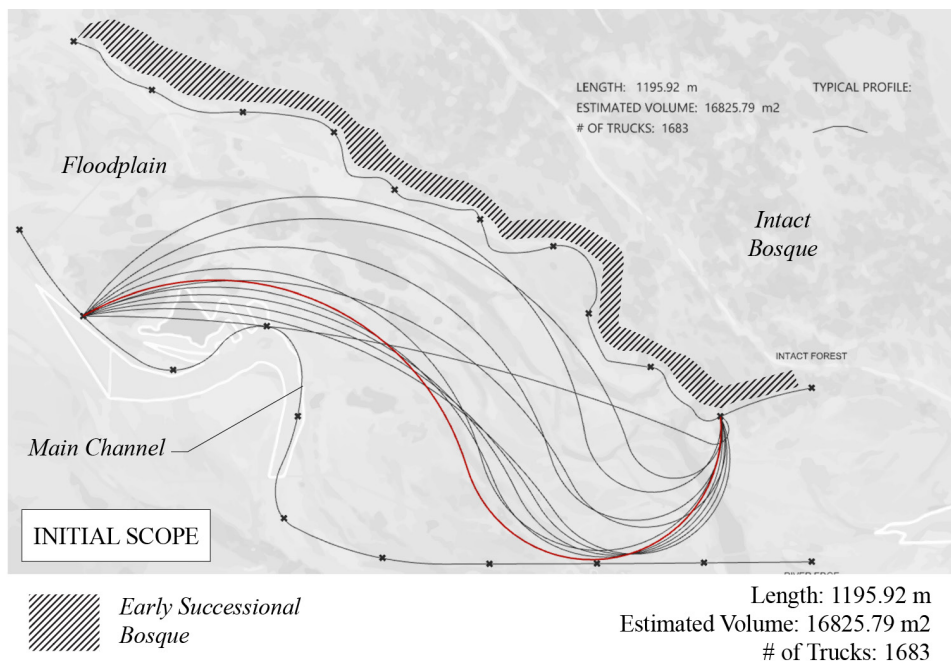 LENGTH: 1195.92 m
TYPICAL PROFILE:
ESTIMATED VOLUME: 16825.79 m2
# OF TRUCKS: 1683
Floodplain
Intact
Bosque
INTACT FOREST
Main Channel
INITIAL SCOPE
RIVER EDGE
Early Successional
Bosque
Length: 1195.92 m
Estimated Volume: 16825.79 m2
# of Trucks: 1683